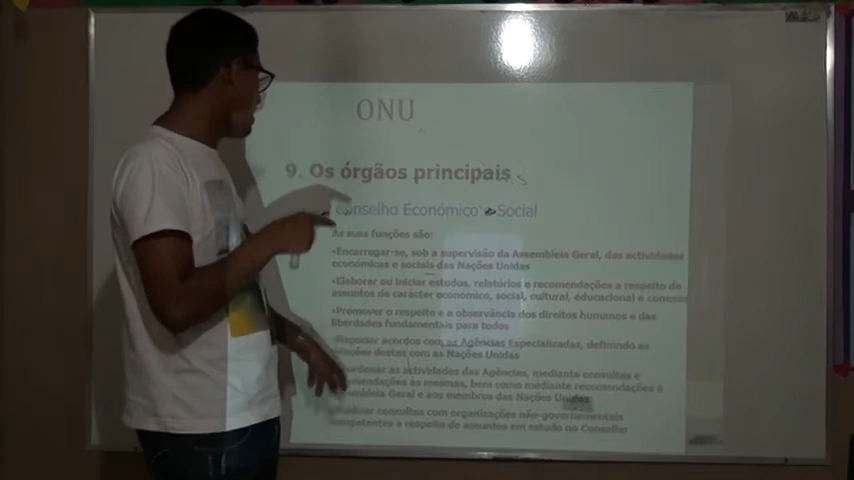 ONU
9. Os órgãos principais
Conselho Económico e Social
As suas funções são:
•Encarregar-se, sob a supervisão da Assembleia Geral, das actividades
económicas e sociais das Nações Unidas
•Elaborar ou iniciar estudos, relatórios e recomendações a respeito de
assuntos de carácter económico, social, cultural, educacional e conexos
•Promover o respeito e a observância dos direitos humanos e das
liberdades fundamentais para todos
Negociar acordos com as Agências Especializadas, definindo as
relações destas com as Nações Unidas
Coordenar as actividades das Agências, mediante consultas e
recomendações às mesmas, bem como mediante recomendações à
Assembleia Geral e aos membros das Nações Unidas
Realizar consultas com organizações não-governamentais
competentes a respeito de assuntos em estudo no Conselho